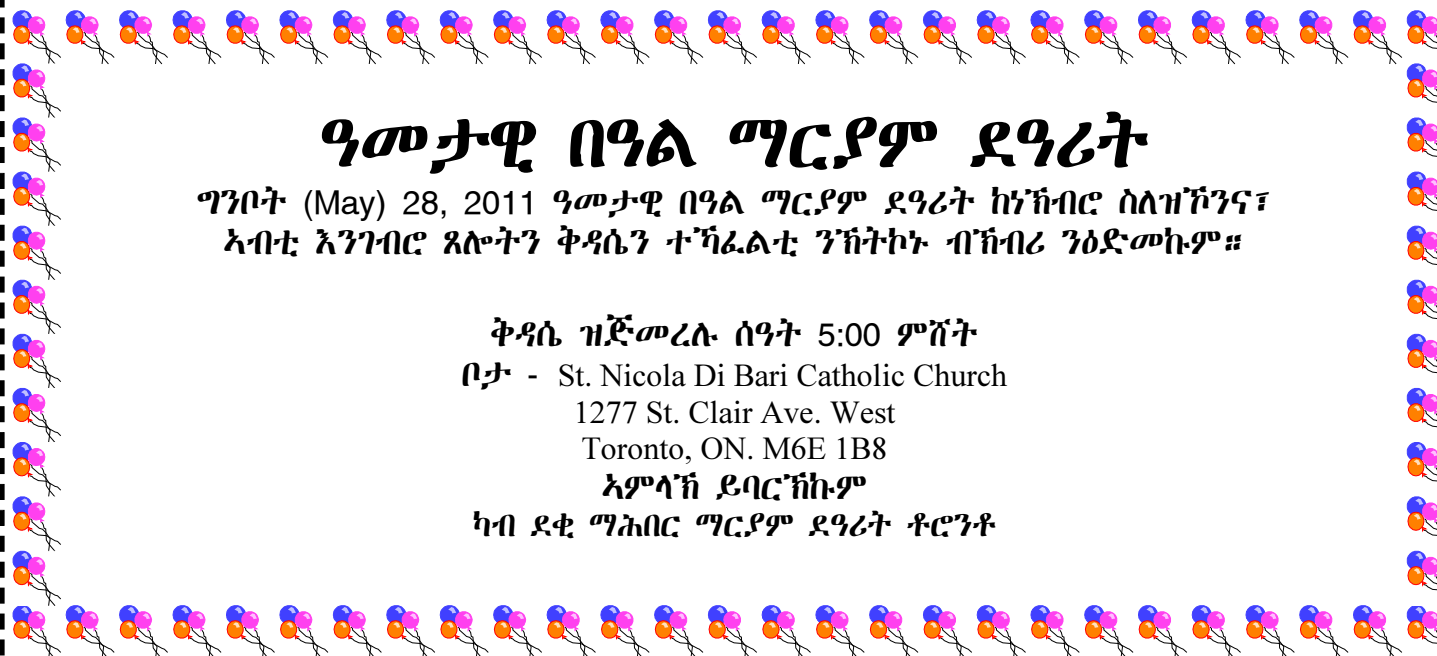 ዓመታዊ በዓል ማርያም ደዓሪት
ግንቦት (May) 28, 2011 ዓመታዊ በዓል ማርያም ደዓሪት ከነኽብሮ ስለዝኾንና፣
ኣብቲ እንገብሮ ጸሎትን ቅዳሴን ተኻፈልቲ ንኽትኮኑ ብኽብሪ ንዕድመኩም።
ቅዳሴ ዝጅመረሉ ሰዓት 5:00 ምሸት
ቦታ - St. Nicola Di Bari Catholic Church
1277 St. Clair Ave. West
Toronto, ON. M6E 1B8
ኣምላኽ ይባርኽኩም
ካብ ደቂ ማሕበር ማርያም ደዓሪት ቶሮንቶ